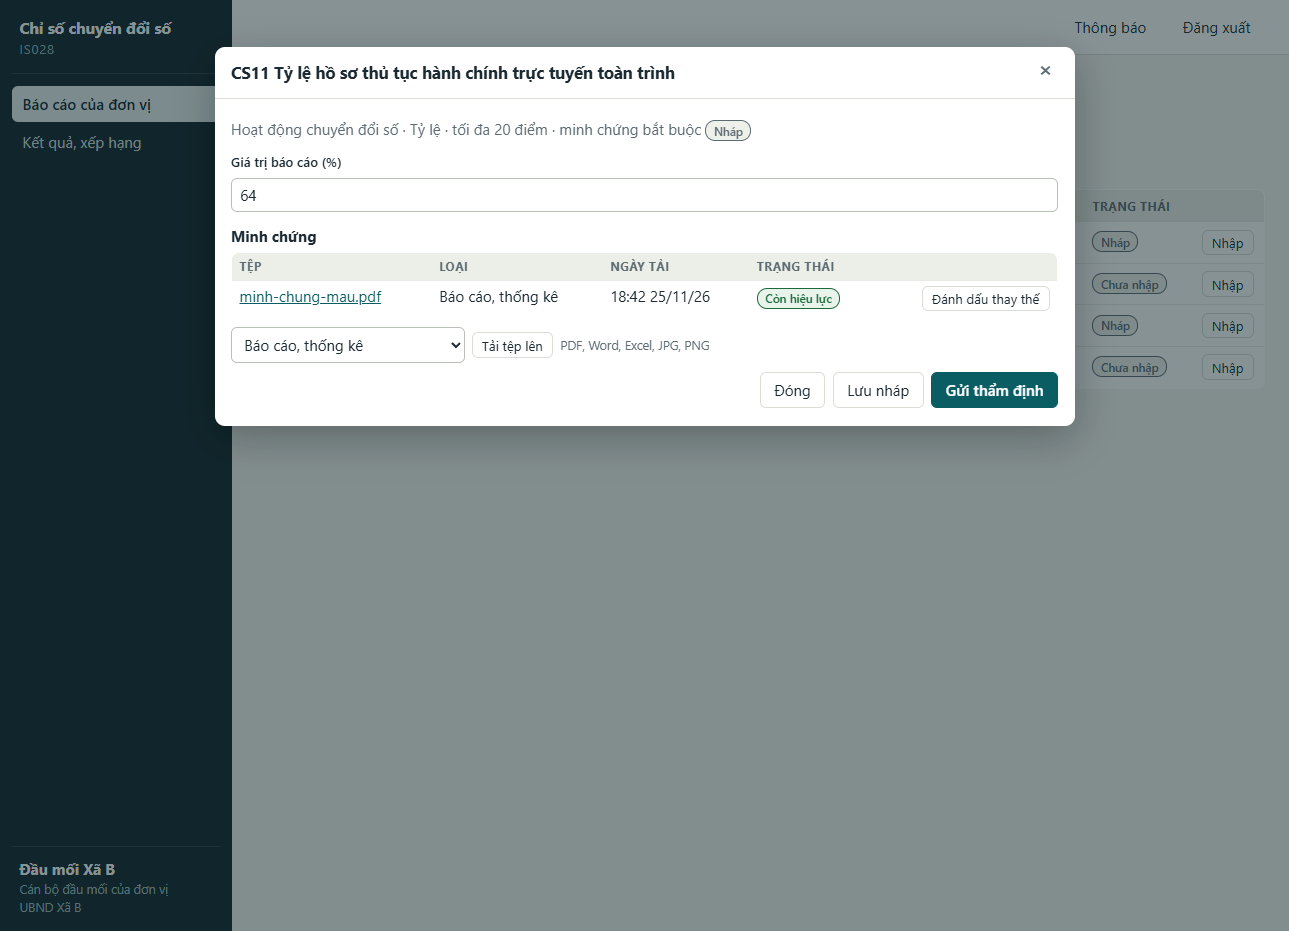 Chỉ số chuyển đổi số
IS028
Báo cáo của đơn vị
Kết quả, xếp hạng
Thông báo Đăng xuất
CS11 Tỷ lệ hồ sơ thủ tục hành chính trực tuyến toàn trình ×
Hoạt động chuyển đổi số · Tỷ lệ · tối đa 20 điểm · minh chứng bắt buộc Nháp
Giá trị báo cáo (%)
64
Minh chứng
TỆP LOẠI NGÀY TẢI TRẠNG THÁI
minh-chung-mau.pdf Báo cáo, thống kê 18:42 25/11/26 Còn hiệu lực Đánh dấu thay thế
Báo cáo, thống kê Tải tệp lên PDF, Word, Excel, JPG, PNG
Đóng Lưu nháp Gửi thẩm định
TRẠNG THÁI
Nháp Nhập
Chưa nhập Nhập
Nháp Nhập
Chưa nhập Nhập
Đầu mối Xã B
Cán bộ đầu mối của đơn vị
UBND Xã B